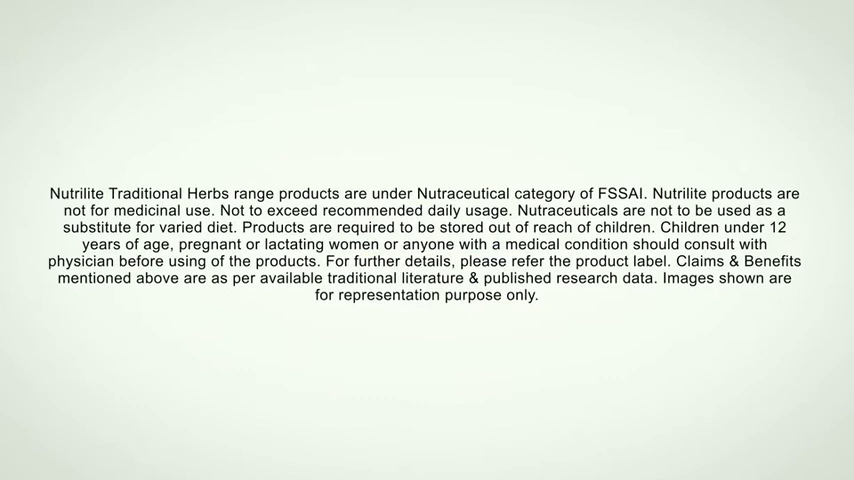 Nutrilite Traditional Herbs range products are under Nutraceutical category of FSSAI. Nutrilite products are
not for medicinal use. Not to exceed recommended daily usage. Nutraceuticals are not to be used as a
substitute for varied diet. Products are required to be stored out of reach of children. Children under 12
years of age, pregnant or lactating women or anyone with a medical condition should consult with
physician before using of the products. For further details, please refer the product label. Claims & Benefits
mentioned above are as per available traditional literature & published research data. Images shown are
for representation purpose only.